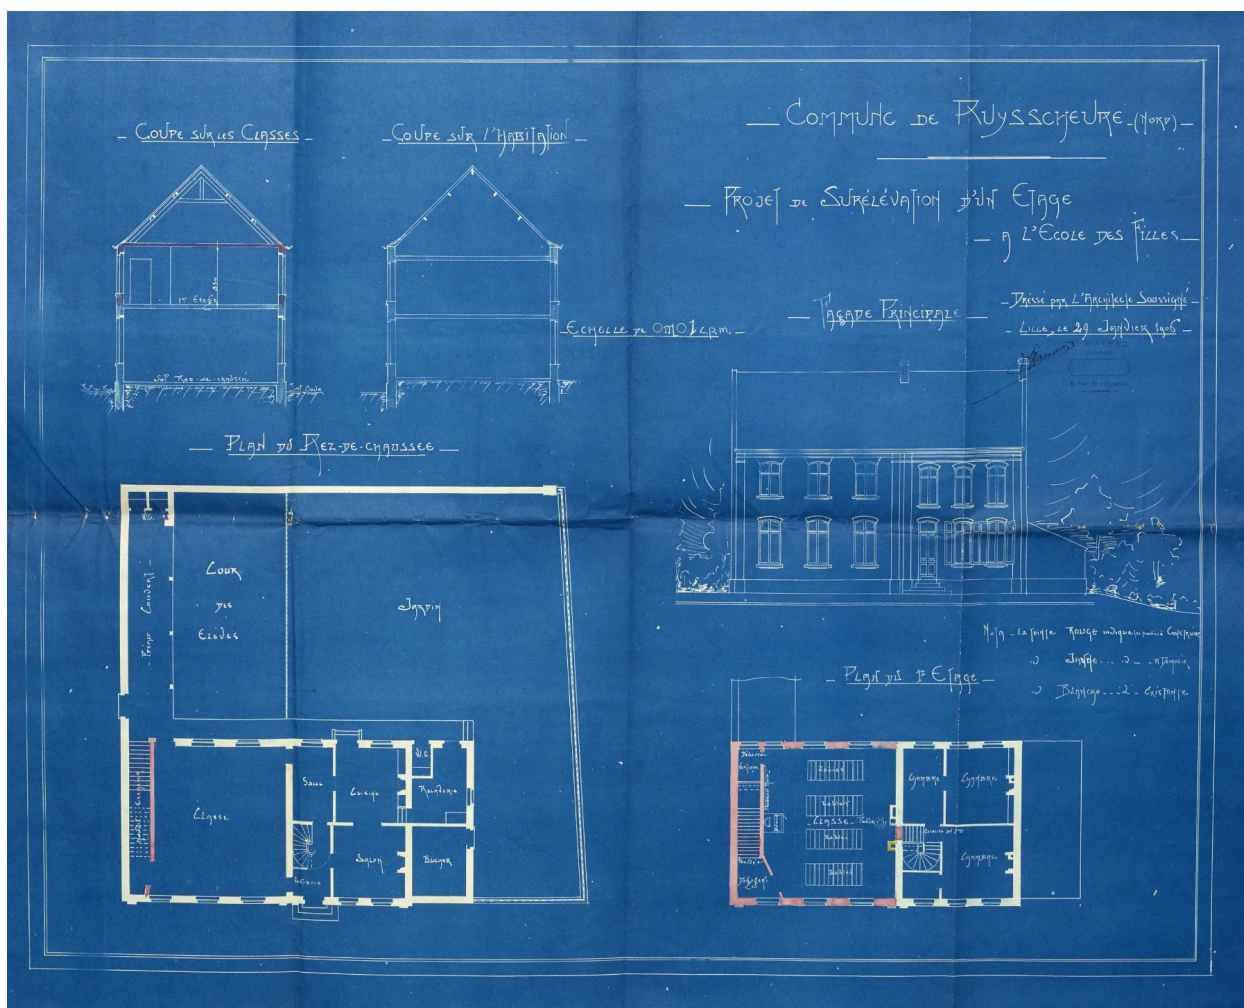 COUPE SUR LES CLASSES
COUPE SUR L'HABITATION
COMMUNE DE RUYSSCHEURE (NORD)
PROJET DE SURÉLÉVATION D'UN ETAGE
A L'ECOLE DES FILLES
DRESSÉ PAR L'ARCHITECTE SOUSSIGNÉ
LILLE, LE 29 JANVIER 1906
1er ETAGE
SOL REZ-DE-CHAUSSÉE
ECHELLE DE 0m01 c.p.m.
FAÇADE PRINCIPALE
PLAN DU REZ-DE-CHAUSSÉE
W.C.
PRÉAU COUVERT
COUR
DES
ELÈVES
JARDIN
CLASSE
SALLE
CUISINE
W.C.
SALON
BÛCHER
VESTIBULE
NOTA - LA TEINTE ROUGE indique les parties à CONSTRUIRE
JAUNE A DÉMOLIR
BLANCHE EXISTANTE
PLAN DU 1er ETAGE
CLASSE
CHAMBRE
CHAMBRE
CHAMBRE